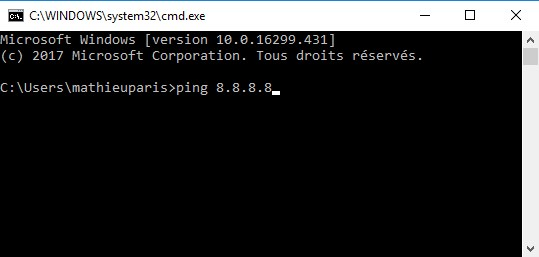 C:\WINDOWS\system32\cmd.exe
Microsoft Windows [version 10.0.16299.431]
(c) 2017 Microsoft Corporation. Tous droits réservés.
C:\Users\mathieuparis>ping 8.8.8.8